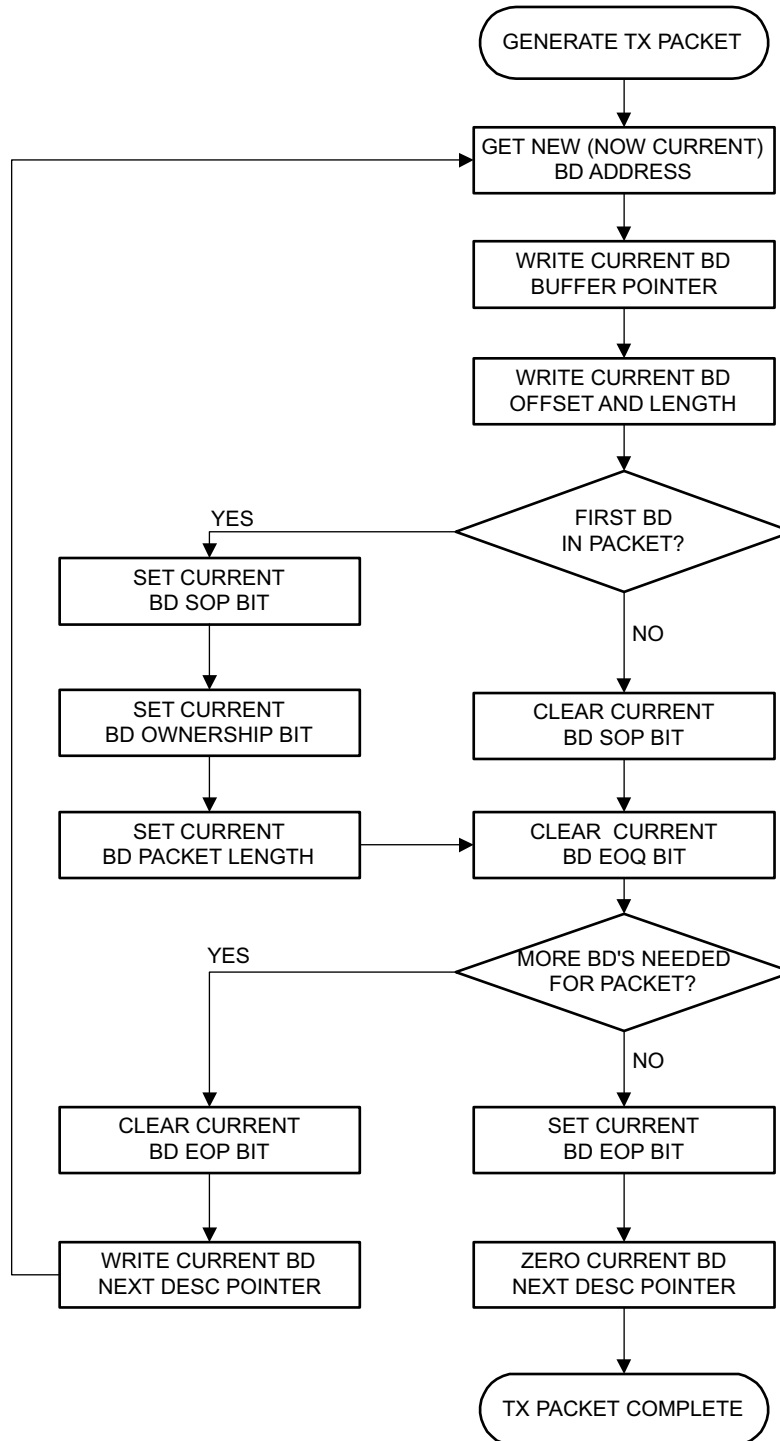 GENERATE TX PACKET
GET NEW (NOW CURRENT)
BD ADDRESS
WRITE CURRENT BD
BUFFER POINTER
WRITE CURRENT BD
OFFSET AND LENGTH
FIRST BD
IN PACKET?
YES
NO
SET CURRENT
BD SOP BIT
SET CURRENT
BD OWNERSHIP BIT
SET CURRENT
BD PACKET LENGTH
CLEAR CURRENT
BD SOP BIT
CLEAR CURRENT
BD EOQ BIT
MORE BD'S NEEDED
FOR PACKET?
YES
NO
CLEAR CURRENT
BD EOP BIT
WRITE CURRENT BD
NEXT DESC POINTER
SET CURRENT
BD EOP BIT
ZERO CURRENT BD
NEXT DESC POINTER
TX PACKET COMPLETE